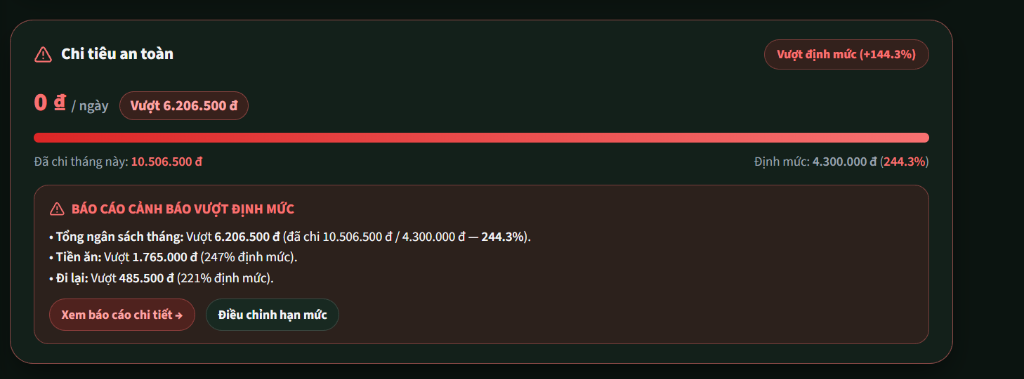 Chi tiêu an toàn
Vượt định mức (+144.3%)
0 đ / ngày Vượt 6.206.500 đ
Đã chi tháng này: 10.506.500 đ
Định mức: 4.300.000 đ (244.3%)
BÁO CÁO CẢNH BÁO VƯỢT ĐỊNH MỨC
• Tổng ngân sách tháng: Vượt 6.206.500 đ (đã chi 10.506.500 đ / 4.300.000 đ — 244.3%).
• Tiền ăn: Vượt 1.765.000 đ (247% định mức).
• Đi lại: Vượt 485.500 đ (221% định mức).
Xem báo cáo chi tiết →
Điều chỉnh hạn mức